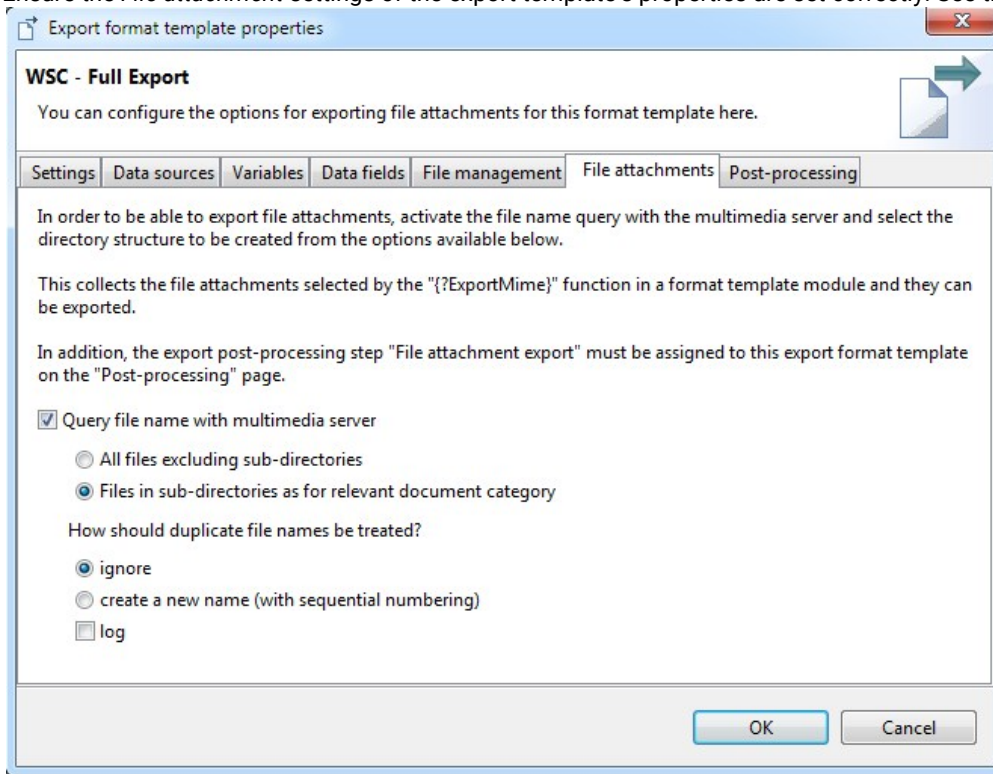 Ensure the File attachment settings of the export template's properties are set correctly. See
Export format template properties
WSC - Full Export
You can configure the options for exporting file attachments for this format template here.
Settings Data sources Variables Data fields File management File attachments Post-processing
In order to be able to export file attachments, activate the file name query with the multimedia server and select the
directory structure to be created from the options available below.
This collects the file attachments selected by the "{?ExportMime}" function in a format template module and they can
be exported.
In addition, the export post-processing step "File attachment export" must be assigned to this export format template
on the "Post-processing" page.
Query file name with multimedia server
All files excluding sub-directories
Files in sub-directories as for relevant document category
How should duplicate file names be treated?
ignore
create a new name (with sequential numbering)
log
OK Cancel